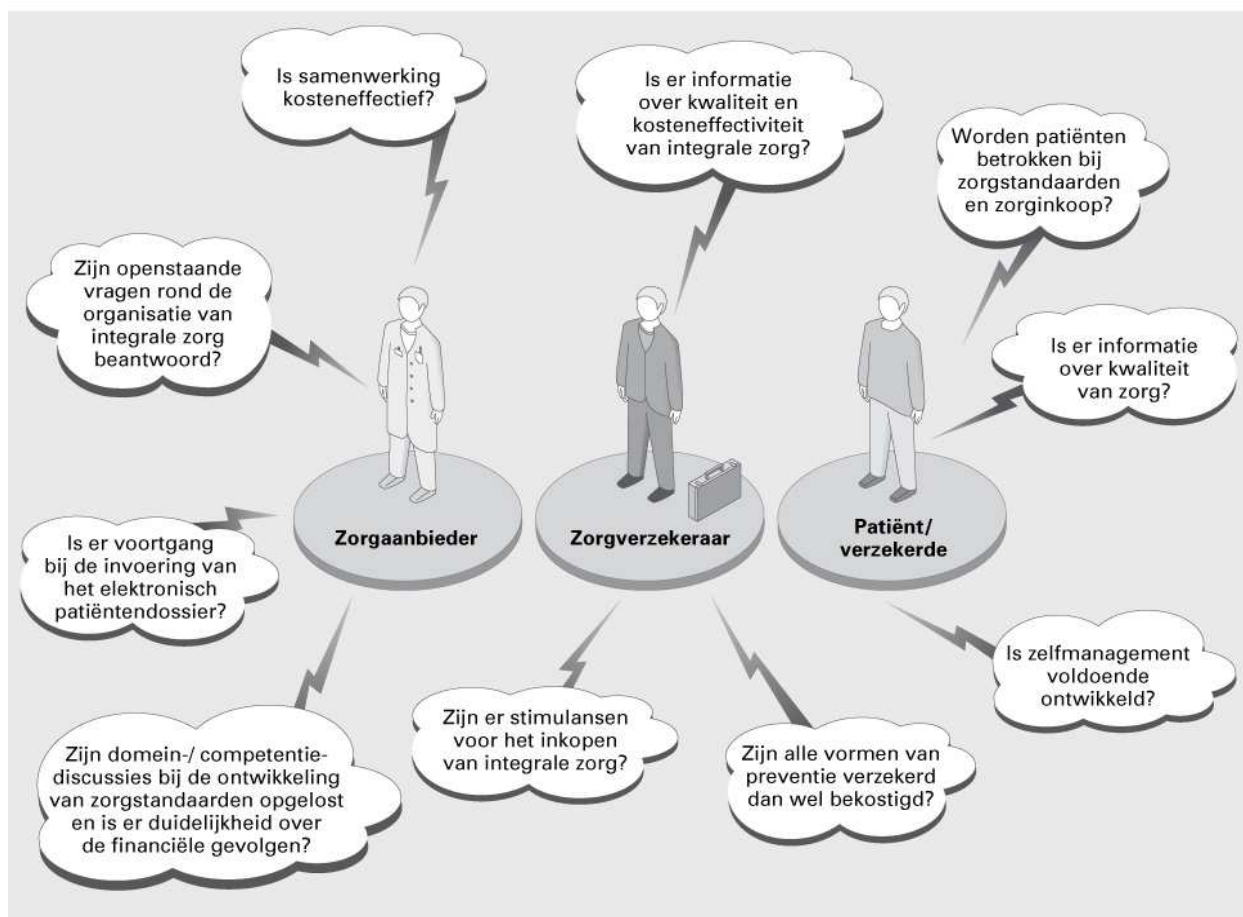 Is samenwerking
kosteneffectief?
Is er informatie
over kwaliteit en
kosteneffectiviteit
van integrale zorg?
Worden patiënten
betrokken bij
zorgstandaarden
en zorginkoop?
Zijn openstaande
vragen rond de
organisatie van
integrale zorg
beantwoord?
Is er informatie
over kwaliteit
van zorg?
Zorgaanbieder
Zorgverzekeraar
Patiënt/
verzekerde
Is er voortgang
bij de invoering van
het elektronisch
patiëntendossier?
Is zelfmanagement
voldoende
ontwikkeld?
Zijn er stimulansen
voor het inkopen
van integrale zorg?
Zijn alle vormen van
preventie verzekerd
dan wel bekostigd?
Zijn domein-/ competentie-
discussies bij de ontwikkeling
van zorgstandaarden opgelost
en is er duidelijkheid over
de financiële gevolgen?